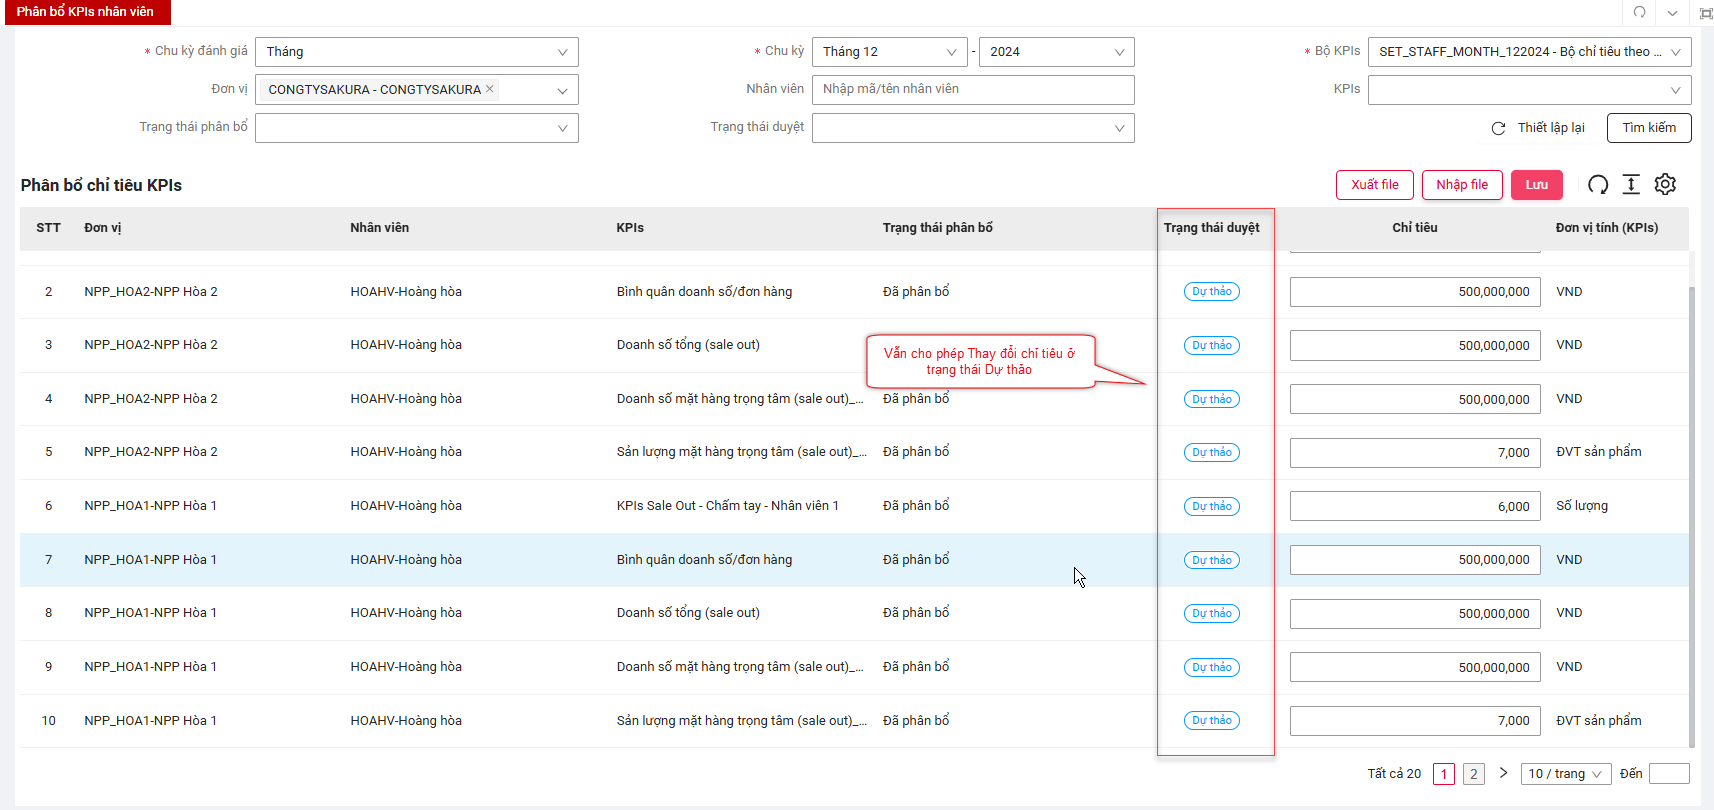 Phân bổ KPIs nhân viên
* Chu kỳ đánh giá Tháng * Chu kỳ Tháng 12 - 2024 * Bộ KPIs SET_STAFF_MONTH_122024 - Bộ chỉ tiêu theo ...
Đơn vị CONGTYSAKURA - CONGTYSAKURA × Nhân viên Nhập mã/tên nhân viên KPIs
Trạng thái phân bổ Trạng thái duyệt Thiết lập lại Tìm kiếm
Phân bổ chỉ tiêu KPIs Xuất file Nhập file Lưu
STT Đơn vị Nhân viên KPIs Trạng thái phân bổ Trạng thái duyệt Chỉ tiêu Đơn vị tính (KPIs)
2 NPP_HOA2-NPP Hòa 2 HOAHV-Hoàng hòa Bình quân doanh số/đơn hàng Đã phân bổ Dự thảo 500,000,000 VND
3 NPP_HOA2-NPP Hòa 2 HOAHV-Hoàng hòa Doanh số tổng (sale out) Dự thảo 500,000,000 VND
Vẫn cho phép Thay đổi chỉ tiêu ở
trạng thái Dự thảo
4 NPP_HOA2-NPP Hòa 2 HOAHV-Hoàng hòa Doanh số mặt hàng trọng tâm (sale out)_... Đã phân bổ Dự thảo 500,000,000 VND
5 NPP_HOA2-NPP Hòa 2 HOAHV-Hoàng hòa Sản lượng mặt hàng trọng tâm (sale out)_... Đã phân bổ Dự thảo 7,000 ĐVT sản phẩm
6 NPP_HOA1-NPP Hòa 1 HOAHV-Hoàng hòa KPIs Sale Out - Chấm tay - Nhân viên 1 Đã phân bổ Dự thảo 6,000 Số lượng
7 NPP_HOA1-NPP Hòa 1 HOAHV-Hoàng hòa Bình quân doanh số/đơn hàng Đã phân bổ Dự thảo 500,000,000 VND
8 NPP_HOA1-NPP Hòa 1 HOAHV-Hoàng hòa Doanh số tổng (sale out) Đã phân bổ Dự thảo 500,000,000 VND
9 NPP_HOA1-NPP Hòa 1 HOAHV-Hoàng hòa Doanh số mặt hàng trọng tâm (sale out)_... Đã phân bổ Dự thảo 500,000,000 VND
10 NPP_HOA1-NPP Hòa 1 HOAHV-Hoàng hòa Sản lượng mặt hàng trọng tâm (sale out)_... Đã phân bổ Dự thảo 7,000 ĐVT sản phẩm
Tất cả 20 1 2 > 10 / trang Đến